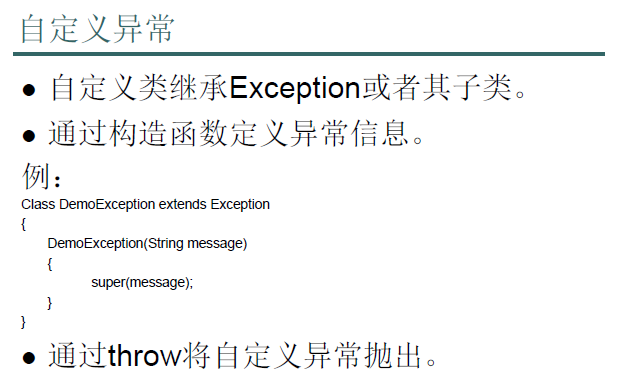 自定义异常
● 自定义类继承Exception或者其子类。
● 通过构造函数定义异常信息。
例：
Class DemoException extends Exception
{
DemoException(String message)
{
super(message);
}
}
● 通过throw将自定义异常抛出。